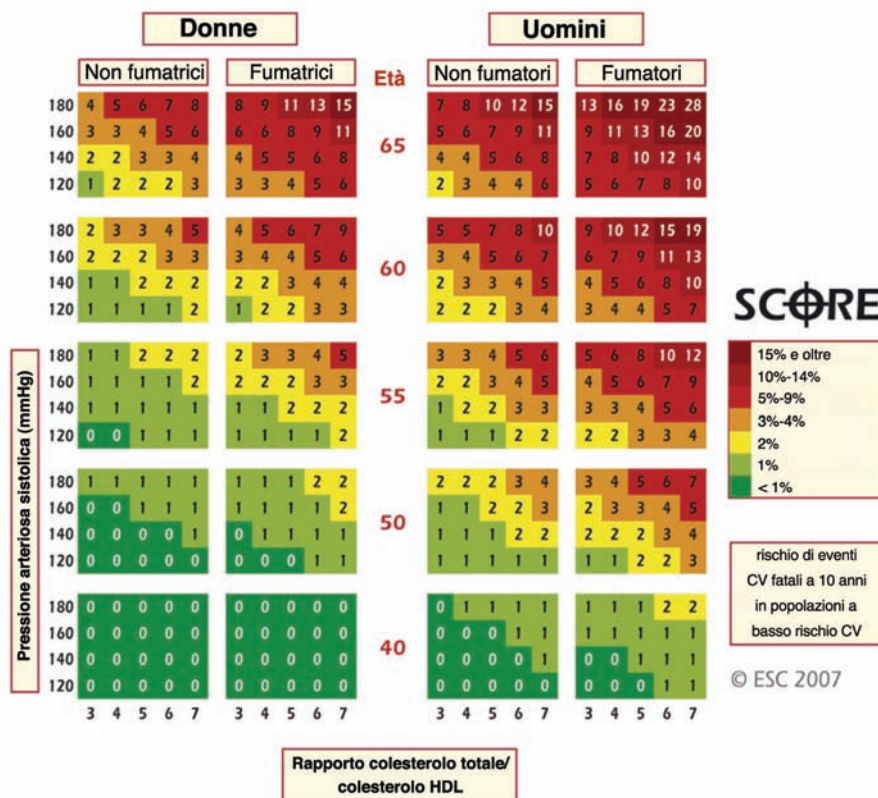 Donne
Uomini
Non fumatrici
Fumatrici
Età
Non fumatori
Fumatori
180 4 5 6 7 8 8 9 11 13 15 7 8 10 12 15 13 16 19 23 28
160 3 3 4 5 6 6 6 8 9 11 5 6 7 9 11 9 11 13 16 20
65
140 2 2 3 3 4 4 5 5 6 8 4 4 5 6 8 7 8 10 12 14
120 1 2 2 2 3 3 3 4 5 6 2 3 4 4 6 5 6 7 8 10
180 2 3 3 4 5 4 5 6 7 9 5 5 7 8 10 9 10 12 15 19
160 2 2 2 3 3 3 4 4 5 6 3 4 5 6 7 6 7 9 11 13
60
140 1 1 2 2 2 2 2 3 4 4 2 3 3 4 5 4 5 6 8 10
120 1 1 1 1 2 1 2 2 3 3 2 2 2 3 4 3 4 4 5 7
180 1 1 2 2 2 2 3 3 4 5 3 3 4 5 6 5 6 8 10 12
160 1 1 1 1 2 2 2 2 3 3 2 2 3 4 5 4 5 6 7 9
55
140 1 1 1 1 1 1 1 2 2 2 1 2 2 3 3 3 3 4 5 6
120 0 0 1 1 1 1 1 1 1 2 1 1 1 2 2 2 2 3 3 4
180 1 1 1 1 1 1 1 1 2 2 2 2 2 3 4 3 4 5 6 7
160 0 0 1 1 1 1 1 1 1 2 1 1 2 2 3 2 3 3 4 5
50
140 0 0 0 0 1 0 1 1 1 1 1 1 1 2 2 2 2 2 3 4
120 0 0 0 0 0 0 0 0 1 1 1 1 1 1 1 1 1 2 2 3
180 0 0 0 0 0 0 0 0 0 0 0 1 1 1 1 1 1 1 2 2
160 0 0 0 0 0 0 0 0 0 0 0 0 0 1 1 1 1 1 1 1
40
140 0 0 0 0 0 0 0 0 0 0 0 0 0 0 1 0 0 1 1 1
120 0 0 0 0 0 0 0 0 0 0 0 0 0 0 0 0 0 0 1 1
3 4 5 6 7 3 4 5 6 7 3 4 5 6 7 3 4 5 6 7
Pressione arteriosa sistolica (mmHg)
Rapporto colesterolo totale/
colesterolo HDL
SCORE
15% e oltre
10%-14%
5%-9%
3%-4%
2%
1%
< 1%
rischio di eventi
CV fatali a 10 anni
in popolazioni a
basso rischio CV
© ESC 2007